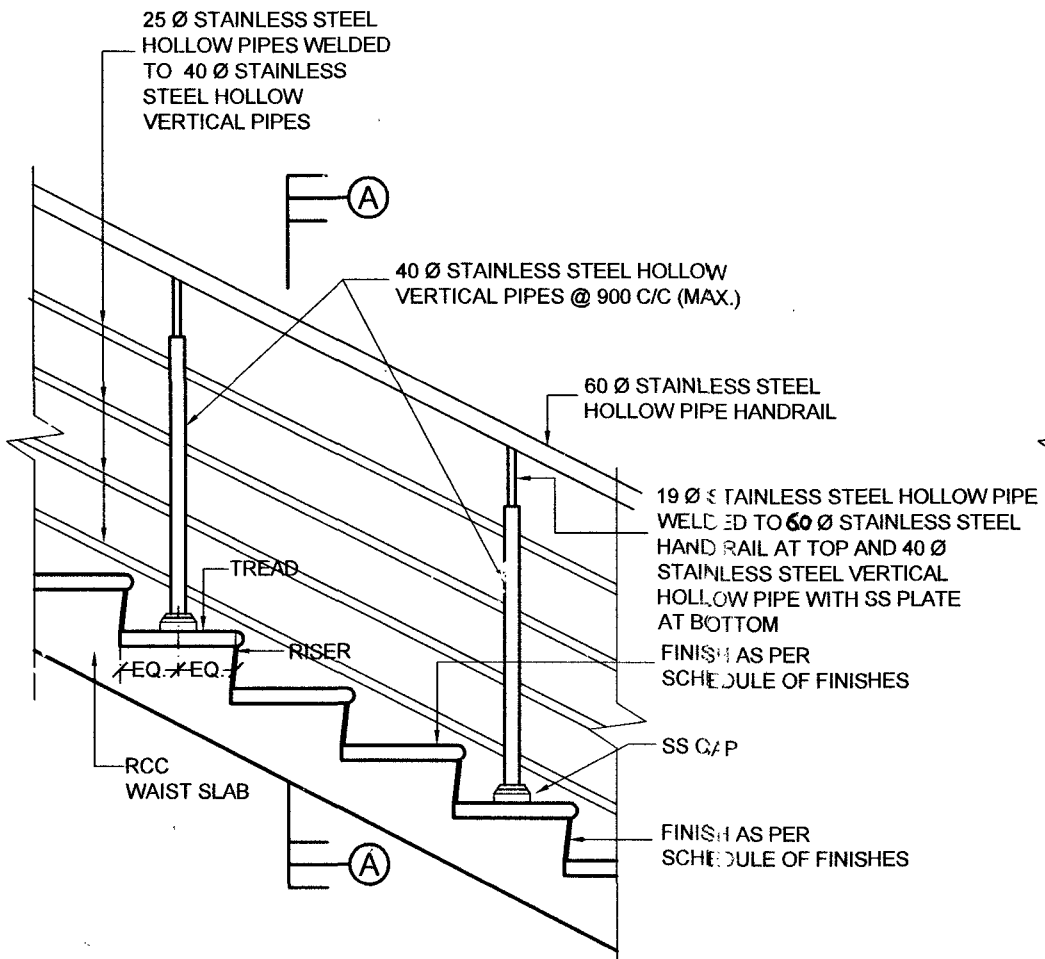 25 Ø STAINLESS STEEL
HOLLOW PIPES WELDED
TO 40 Ø STAINLESS
STEEL HOLLOW
VERTICAL PIPES
A
40 Ø STAINLESS STEEL HOLLOW
VERTICAL PIPES @ 900 C/C (MAX.)
60 Ø STAINLESS STEEL
HOLLOW PIPE HANDRAIL
19 Ø STAINLESS STEEL HOLLOW PIPE
WELDED TO 60 Ø STAINLESS STEEL
HAND RAIL AT TOP AND 40 Ø
STAINLESS STEEL VERTICAL
HOLLOW PIPE WITH SS PLATE
AT BOTTOM
TREAD
RISER
EQ. EQ.
FINISH AS PER
SCHEDULE OF FINISHES
SS CAP
RCC
WAIST SLAB
FINISH AS PER
SCHEDULE OF FINISHES
A